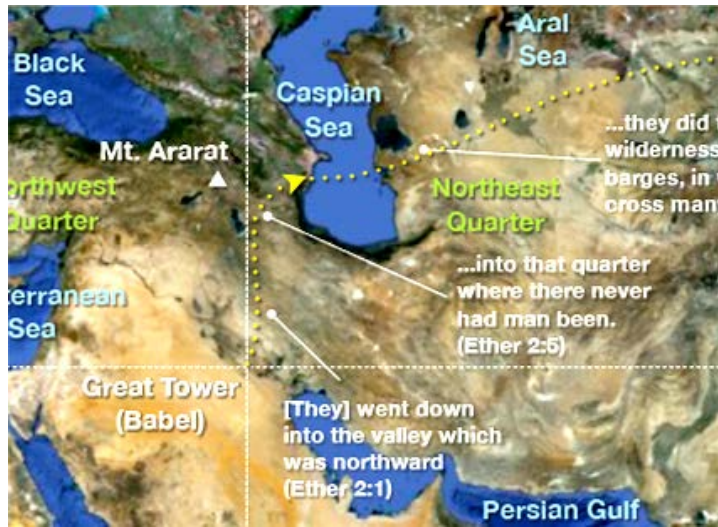 Aral
Sea
Black
Sea
Caspian
Sea
Mt. Ararat
...they did
wilderness
barges, in
cross man
orthwest
Quarter
Northeast
Quarter
...into that quarter
where there never
had man been.
(Ether 2:5)
terranean
Sea
Great Tower
(Babel)
[They] went down
into the valley which
was northward
(Ether 2:1)
Persian Gulf